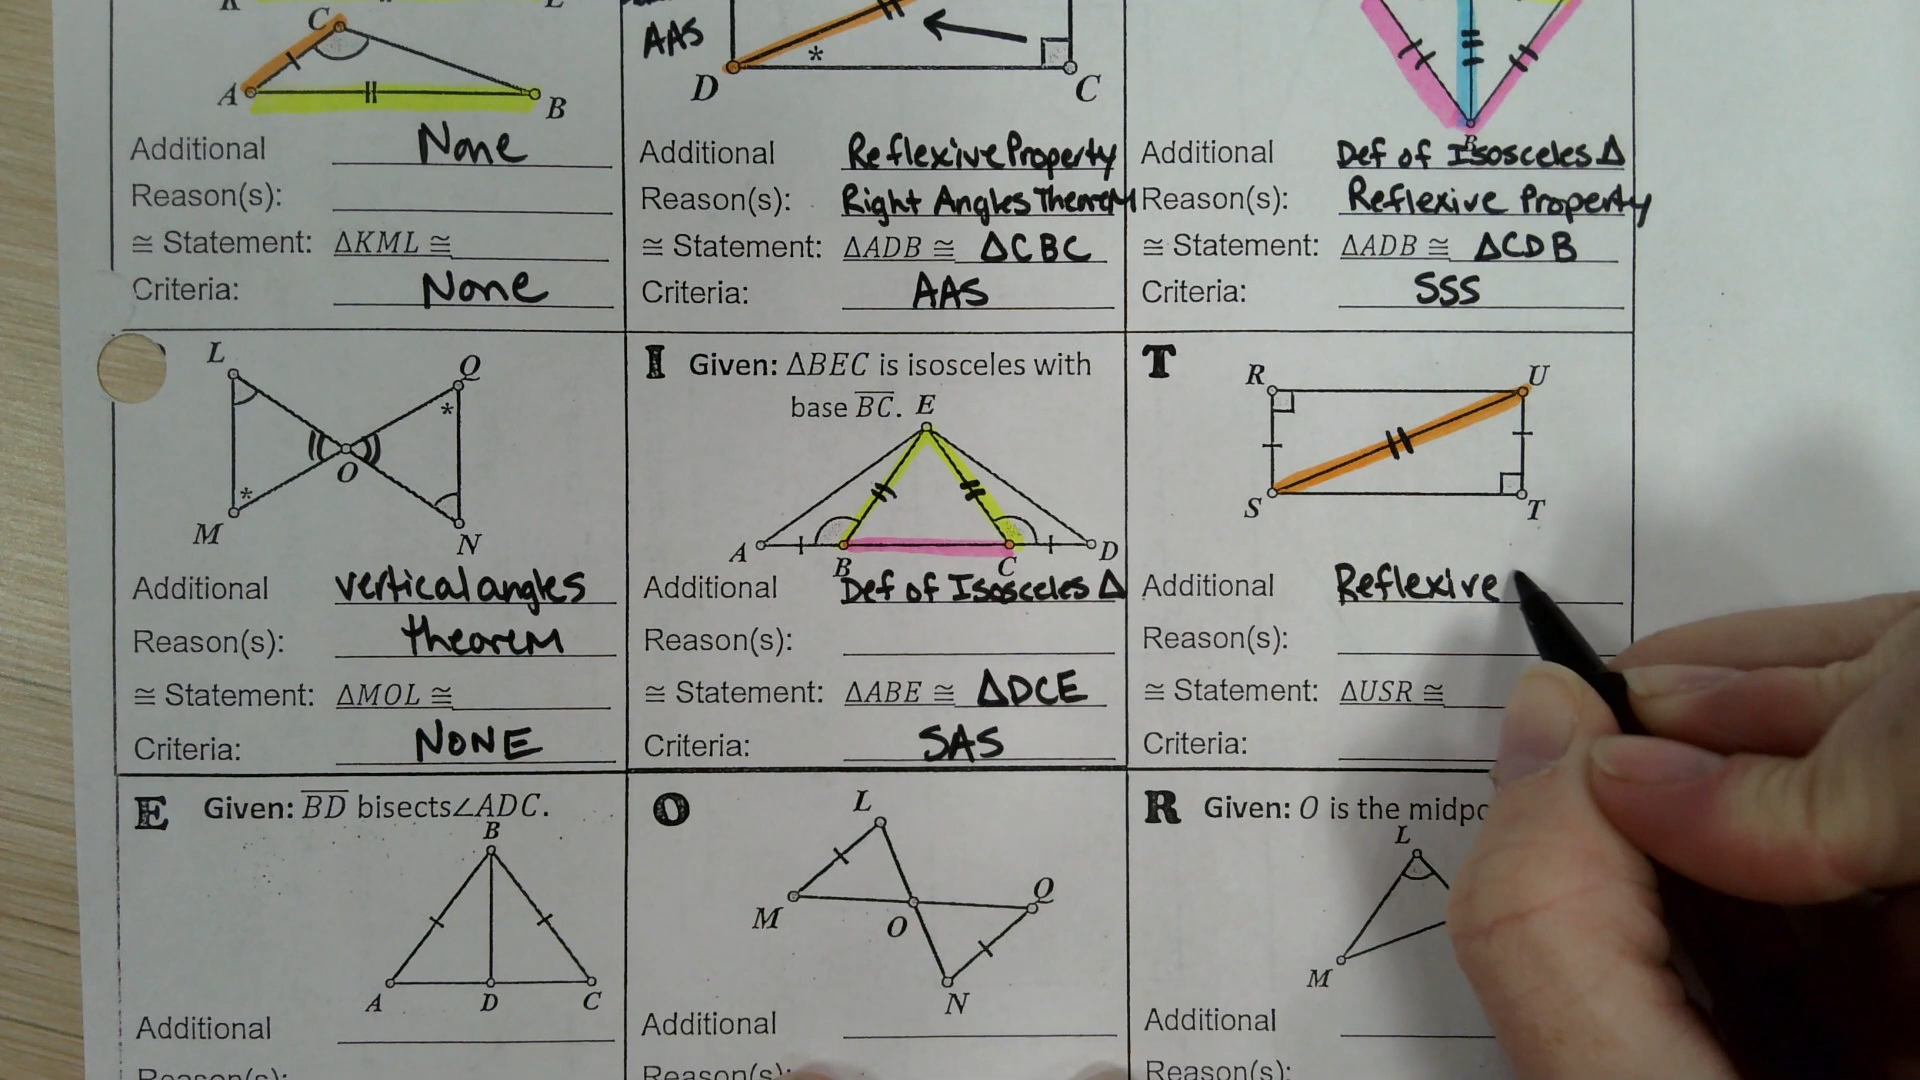 C
A
B
Additional None
Reason(s):
≅ Statement: ΔKML ≅
Criteria: None
AAS
*
D
C
Additional Reflexive Property
Reason(s): Right Angles Theorem
≅ Statement: ΔADB ≅ ΔCBC
Criteria: AAS
B
Additional Def of Isosceles Δ
Reason(s): Reflexive Property
≅ Statement: ΔADB ≅ ΔCDB
Criteria: SSS
L
Q
*
O
*
M
N
Additional vertical angles
Reason(s): theorem
≅ Statement: ΔMOL ≅
Criteria: NONE
I Given: ΔBEC is isosceles with
base BC.
E
A
B
C
D
Additional Def of Isosceles Δ
Reason(s):
≅ Statement: ΔABE ≅ ΔDCE
Criteria: SAS
T
R
U
S
T
Additional Reflexive
Reason(s):
≅ Statement: ΔUSR ≅
Criteria:
E Given: BD bisects∠ADC.
B
A
D
C
Additional
Reason(s):
O
L
M
O
Q
N
Additional
Reason(s):
R Given: O is the midpo
L
M
Additional
Reason(s):